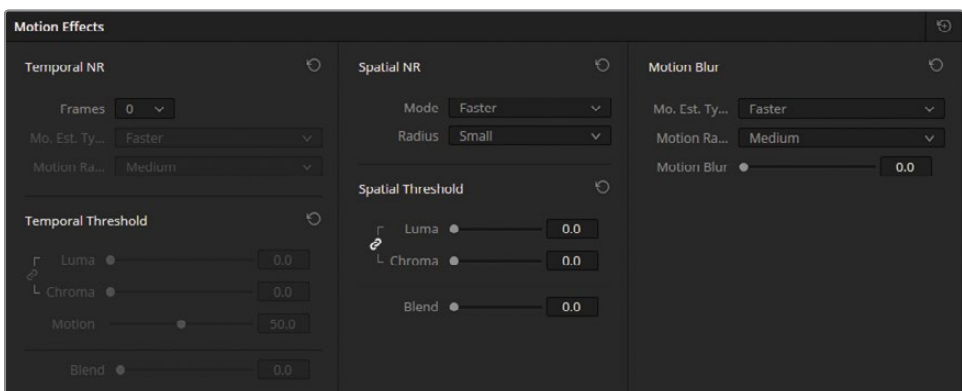 Motion Effects
Temporal NR
Frames 0
Mo. Est. Ty... Faster
Motion Ra... Medium
Temporal Threshold
Luma 0.0
Chroma 0.0
Motion 50.0
Blend 0.0
Spatial NR
Mode Faster
Radius Small
Spatial Threshold
Luma 0.0
Chroma 0.0
Blend 0.0
Motion Blur
Mo. Est. Ty... Faster
Motion Ra... Medium
Motion Blur 0.0